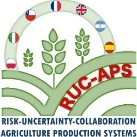 RUC-APS
RISK-UNCERTAINTY-COLLABORATION
AGRICULTURE PRODUCTION SYSTEMS